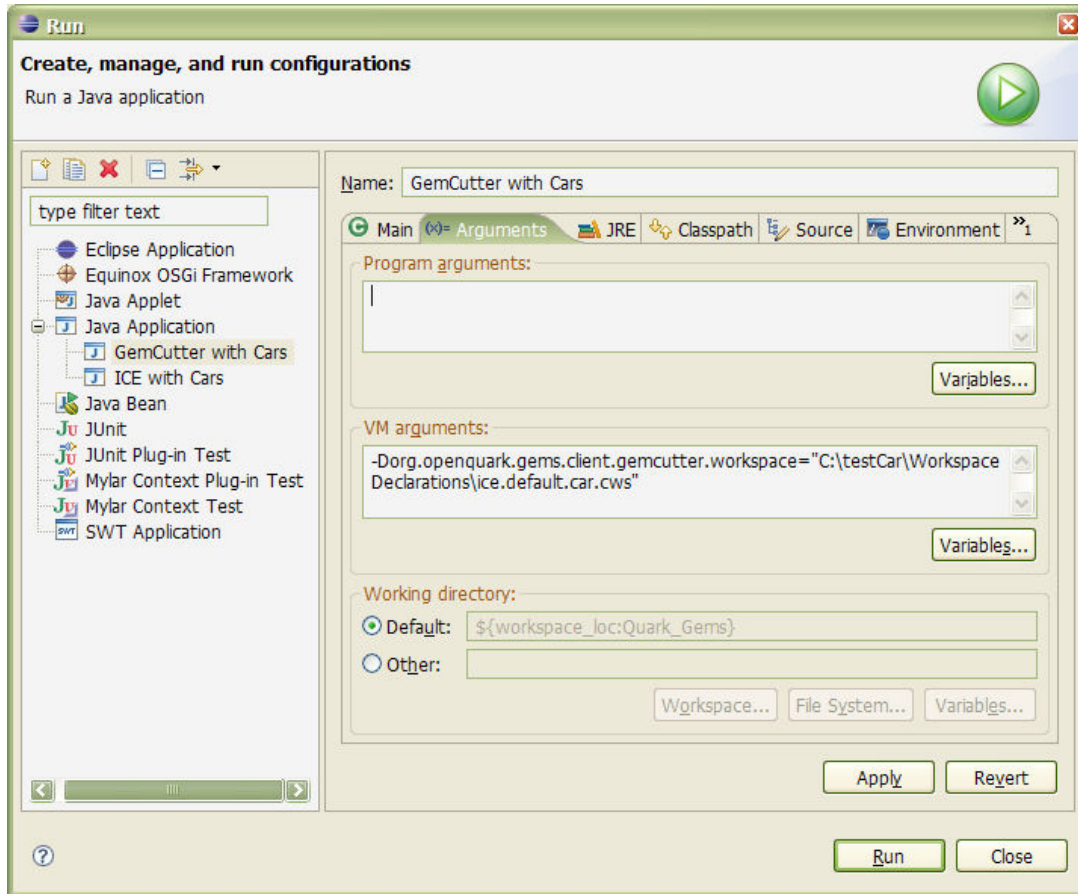 Run
Create, manage, and run configurations
Run a Java application
type filter text
Eclipse Application
Equinox OSGi Framework
Java Applet
Java Application
GemCutter with Cars
ICE with Cars
Java Bean
JUnit
JUnit Plug-in Test
Mylar Context Plug-in Test
Mylar Context Test
SWT Application
Name: GemCutter with Cars
Main (x)= Arguments JRE Classpath Source Environment »1
Program arguments:
Variables...
VM arguments:
-Dorg.openquark.gems.client.gemcutter.workspace="C:\testCar\Workspace
Declarations\ice.default.car.cws"
Variables...
Working directory:
Default: ${workspace_loc:Quark_Gems}
Other:
Workspace... File System... Variables...
Apply Revert
Run Close